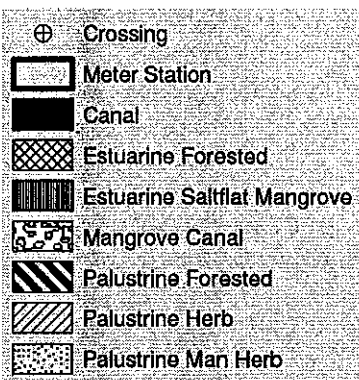 Crossing
Meter Station
Canal
Estuarine Forested
Estuarine Saltflat Mangrove
Mangrove Canal
Palustrine Forested
Palustrine Herb
Palustrine Man Herb